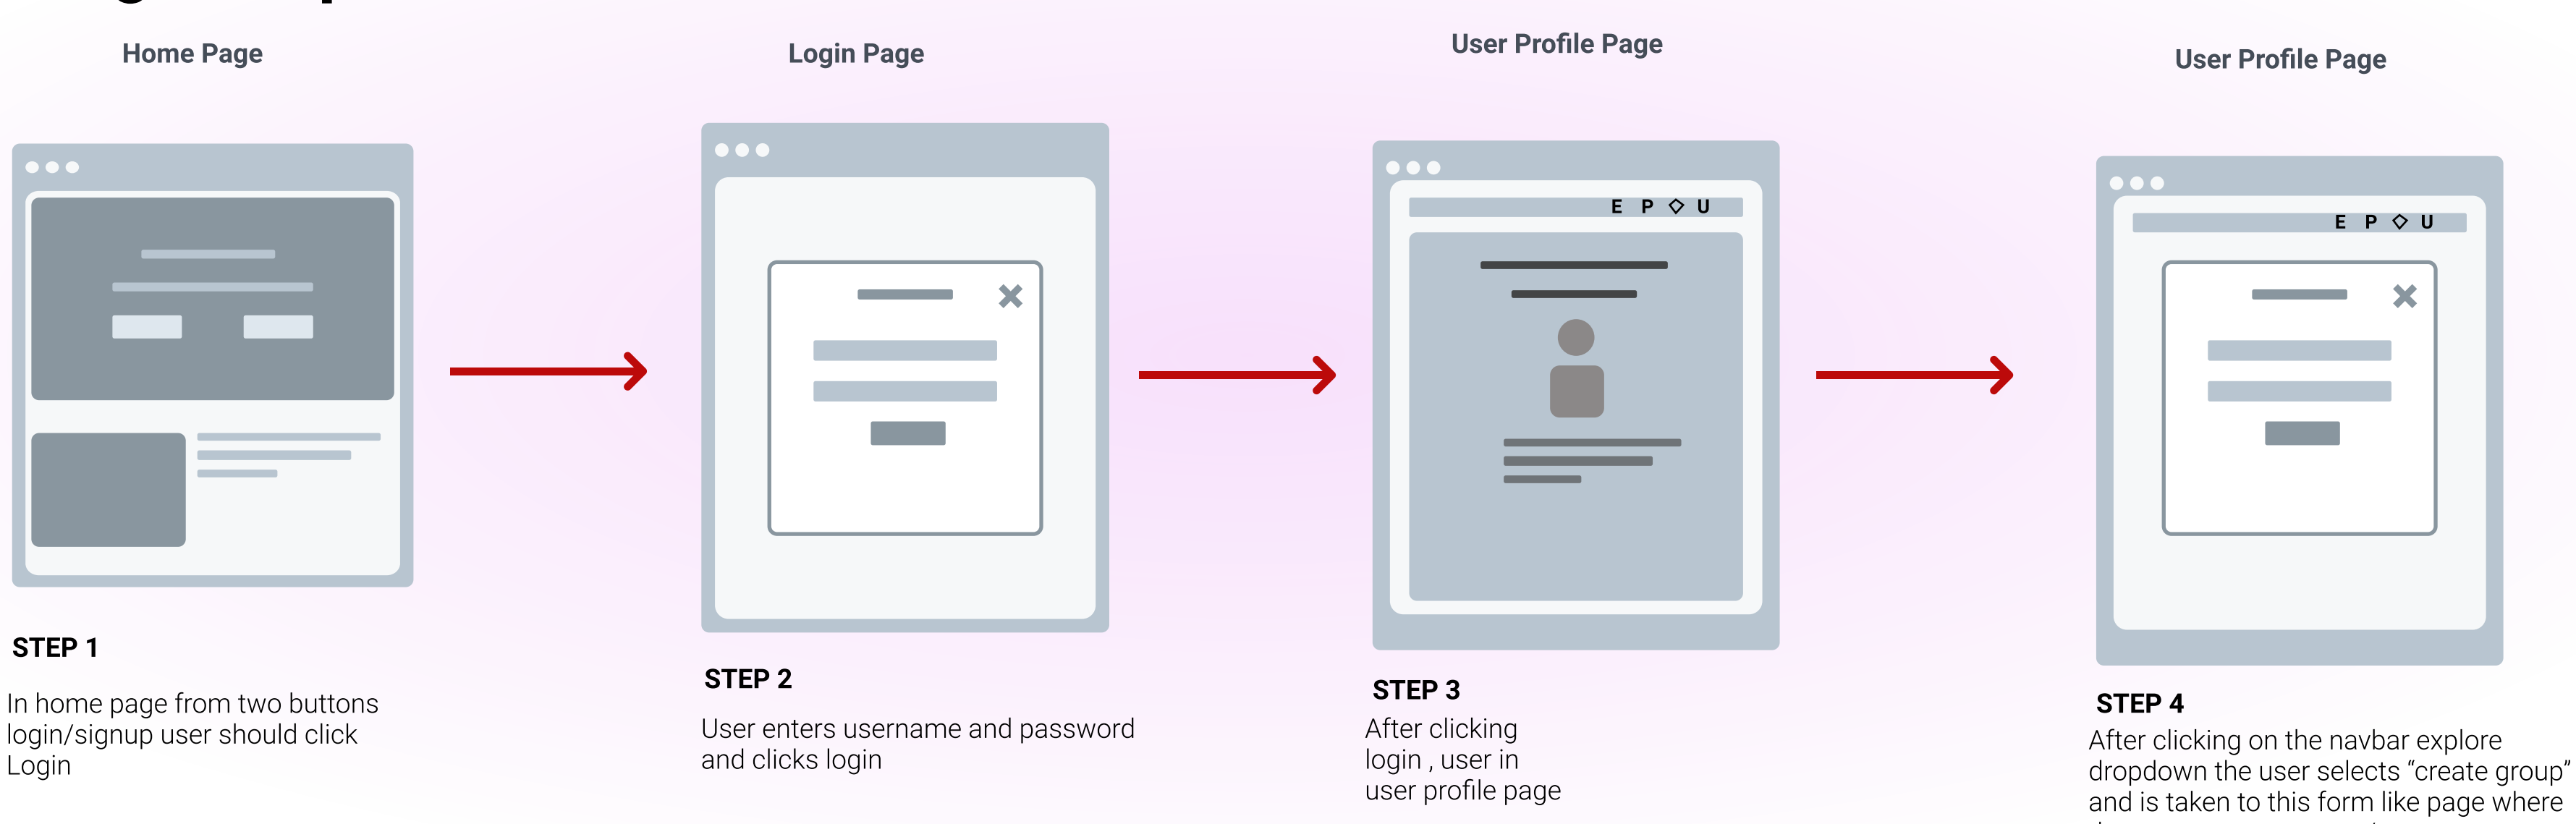 Home Page
Login Page
User Profile Page
User Profile Page
E P U
E P U
STEP 1
In home page from two buttons
login/signup user should click
Login
STEP 2
User enters username and password
and clicks login
STEP 3
After clicking
login , user in
user profile page
STEP 4
After clicking on the navbar explore
dropdown the user selects “create group”
and is taken to this form like page where